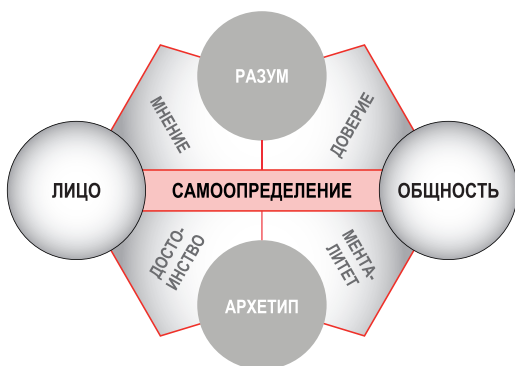 РАЗУМ
МНЕНИЕ
ДОВЕРИЕ
ЛИЦО
САМООПРЕДЕЛЕНИЕ
ОБЩНОСТЬ
ДОСТО-
ИНСТВО
МЕНТА-
ЛИТЕТ
АРХЕТИП